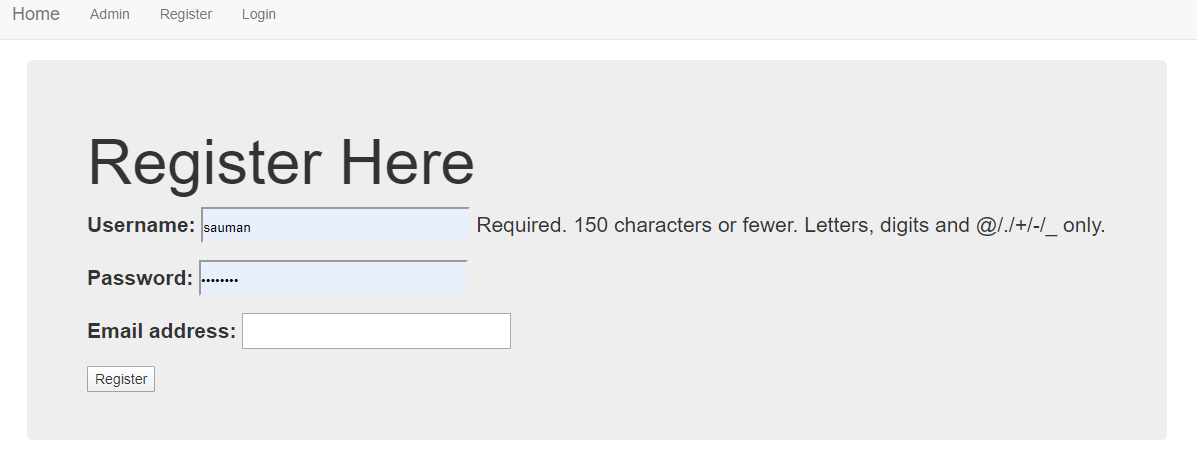 Home Admin Register Login
Register Here
Username: sauman Required. 150 characters or fewer. Letters, digits and @/./+/-/_ only.
Password: ••••••••
Email address:
Register